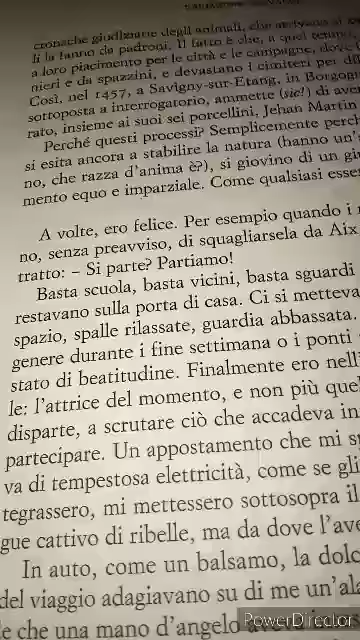 cronache giudiziarie degli animali, che
li la fanno da padroni. Il fatto è che, a quel tempo,
a loro piacimento per le città e le campagne,
nieri e da spazzini, e devastano i cimiteri per
Così, nel 1457, a Savigny-sur-Etang, in Borgogn
sottoposta a interrogatorio, ammette (sic!) di aver
rato, insieme ai suoi sei porcellini, Jehan Martin
Perché questi processi? Semplicemente perch
si esita ancora a stabilire la natura (hanno un'
no, che razza d'anima è?), si giovino di un giu
mento equo e imparziale. Come qualsiasi esse
A volte, ero felice. Per esempio quando i
no, senza preavviso, di squagliarsela da Aix
tratto: – Si parte? Partiamo!
Basta scuola, basta vicini, basta sguardi
restavano sulla porta di casa. Ci si metteva
spazio, spalle rilassate, guardia abbassata.
genere durante i fine settimana o i ponti
stato di beatitudine. Finalmente ero nell'
le: l'attrice del momento, e non più que
disparte, a scrutare ciò che accadeva in
partecipare. Un appostamento che mi
va di tempestosa elettricità, come se gli
tegrassero, mi mettessero sottosopra il
gue cattivo di ribelle, ma da dove l'ave
In auto, come un balsamo, la dolc
del viaggio adagiavano su di me un'ala
e che una mano d'angelo
PowerDirector